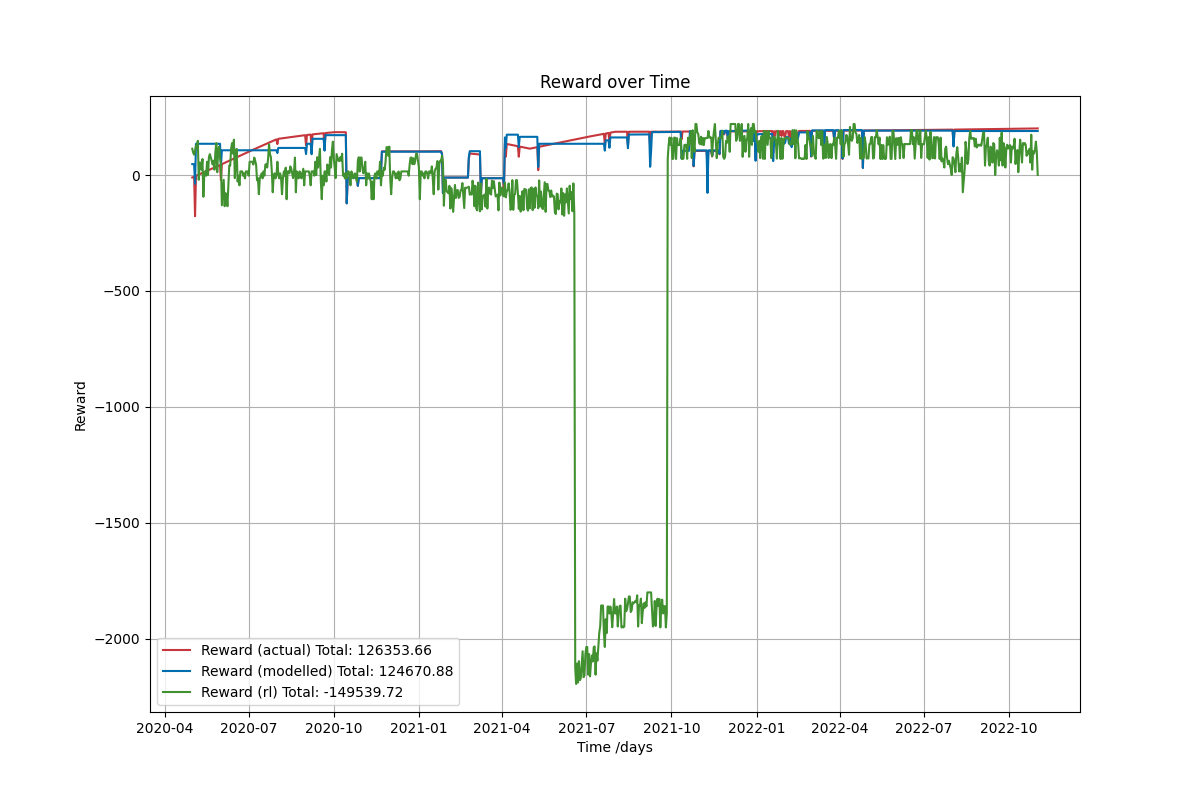 Reward over Time
0
−500
−1000
−1500
−2000
Reward
Reward (actual) Total: 126353.66
Reward (modelled) Total: 124670.88
Reward (rl) Total: -149539.72
2020-04 2020-07 2020-10 2021-01 2021-04 2021-07 2021-10 2022-01 2022-04 2022-07 2022-10
Time /days